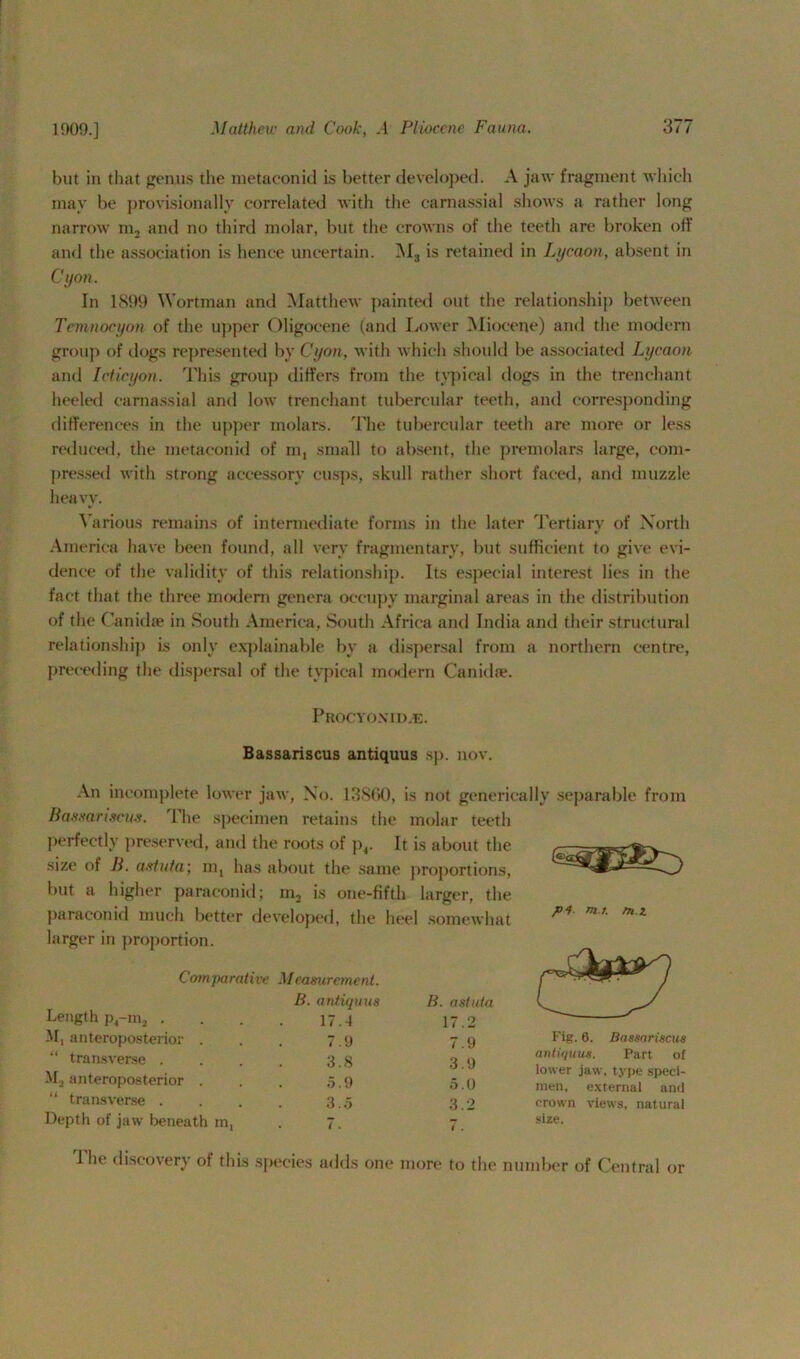 1909.] Matthew and Cook, A Pliocene Fauna. 377
but in that genus the metaconid is better developed. A jaw fragment which
may be provisionally correlated with the carnassial shows a rather long
narrow m₂ and no third molar, but the crowns of the teeth are broken off
and the association is hence uncertain. M₃ is retained in Lycaon, absent in
Cyon.
In 1899 Wortman and Matthew painted out the relationship between
Temnocyon of the upper Oligocene (and Lower Miocene) and the modern
group of dogs represented by Cyon, with which should be associated Lycaon
and Icticyon. This group differs from the typical dogs in the trenchant
heeled carnassial and low trenchant tubercular teeth, and corresponding
differences in the upper molars. The tubercular teeth are more or less
reduced, the metaconid of m₁ small to absent, the premolars large, com-
pressed with strong accessory cusps, skull rather short faced, and muzzle
heavy.
Various remains of intermediate forms in the later Tertiary of North
America have been found, all very fragmentary, but sufficient to give evi-
dence of the validity of this relationship. Its especial interest lies in the
fact that the three modern genera occupy marginal areas in the distribution
of the Canidæ in South America, South Africa and India and their structural
relationship is only explainable by a dispersal from a northern centre,
preceding the dispersal of the typical modern Canidæ.
PROCYONIDÆ.
Bassariscus antiquus sp. nov.
An incomplete lower jaw, No. 13860, is not generically separable from
Bassariscus. The specimen retains the molar teeth
perfectly preserved, and the roots of p₄. It is about the
size of B. astuta; m₁ has about the same proportions,
but a higher paraconid; m₂ is one-fifth larger, the
paraconid much better developed, the heel somewhat
larger in proportion.
p4. m.1. m.2
Comparative Measurement.
B. antiquus B. astuta
Length p₄-m₂ . . . . 17.4 17.2
M₁ anteroposterior . . . 7.9 7.9
" transverse . . . . 3.8 3.9
M₂ anteroposterior . . . 5.9 5.0
" transverse . . . . 3.5 3.2
Depth of jaw beneath m₁ . 7. 7.
Fig. 6. Bassariscus
antiquus. Part of
lower jaw, type speci-
men, external and
crown views, natural
size.
The discovery of this species adds one more to the number of Central or